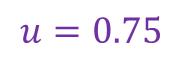 u = 0.75